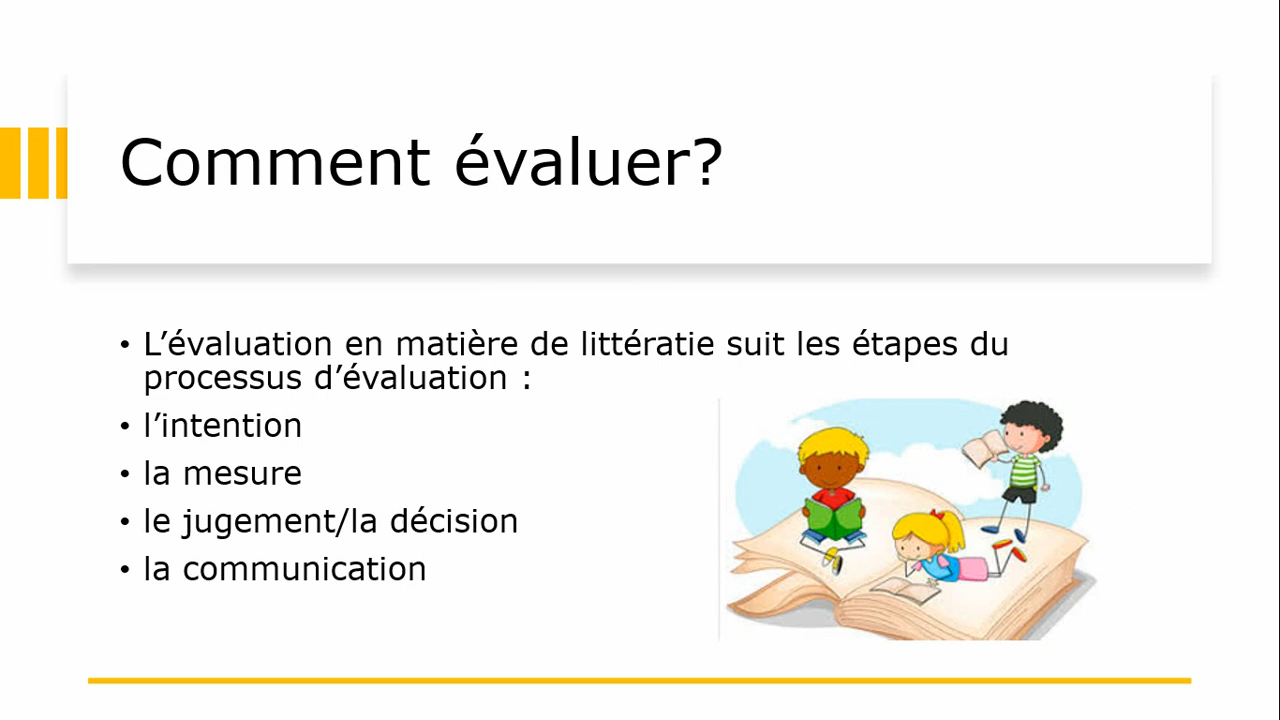 Comment évaluer?
• L’évaluation en matière de littératie suit les étapes du
processus d’évaluation :
• l’intention
• la mesure
• le jugement/la décision
• la communication